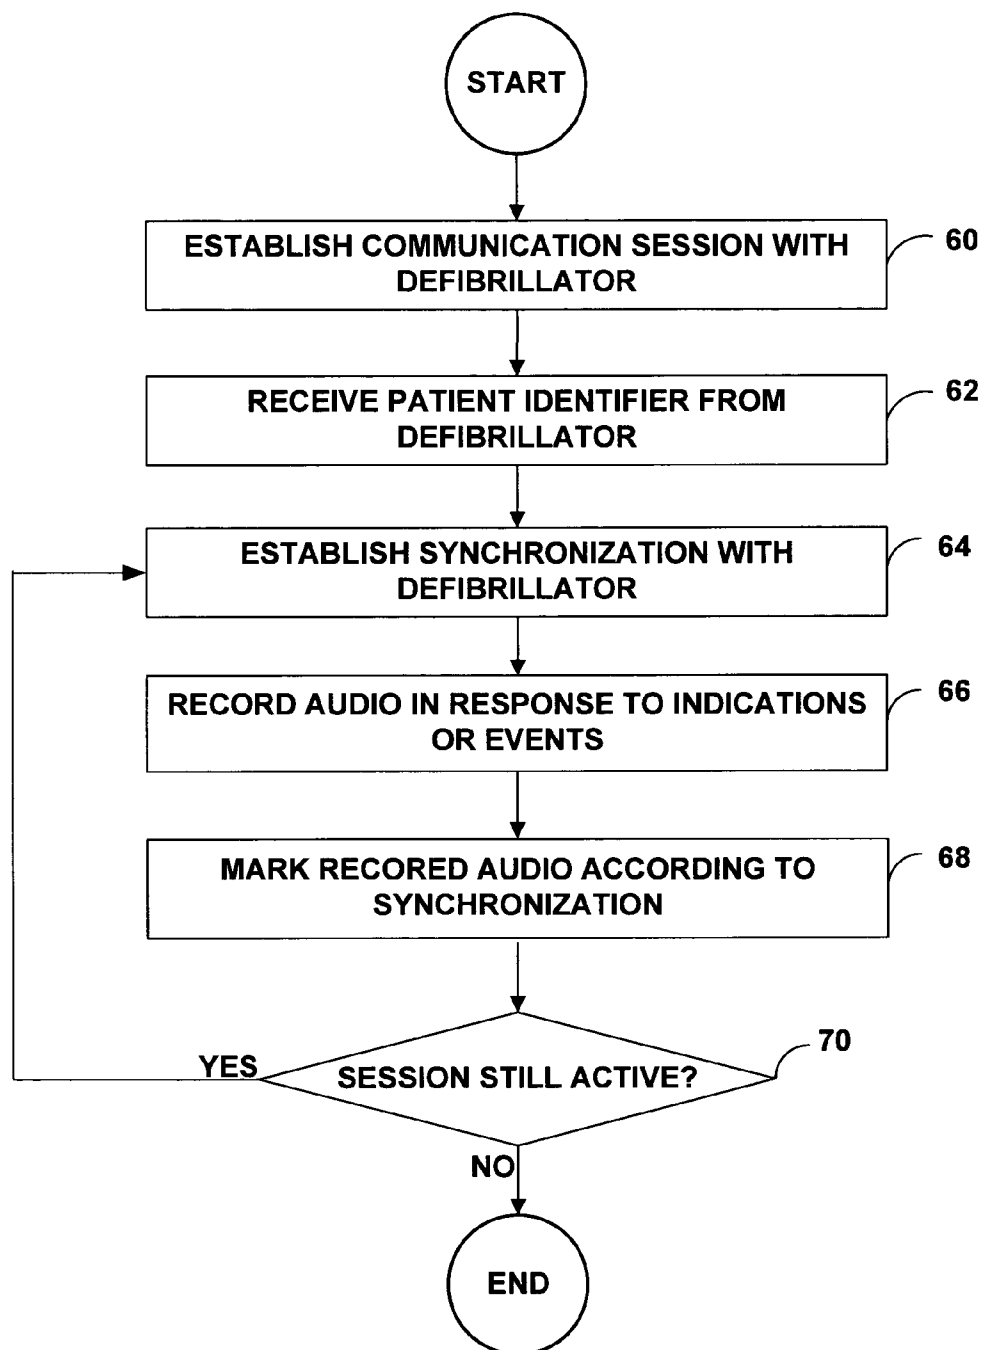 START
ESTABLISH COMMUNICATION SESSION WITH
DEFIBRILLATOR
60
RECEIVE PATIENT IDENTIFIER FROM
DEFIBRILLATOR
62
ESTABLISH SYNCHRONIZATION WITH
DEFIBRILLATOR
64
RECORD AUDIO IN RESPONSE TO INDICATIONS
OR EVENTS
66
MARK RECORED AUDIO ACCORDING TO
SYNCHRONIZATION
68
SESSION STILL ACTIVE?
70
YES
NO
END